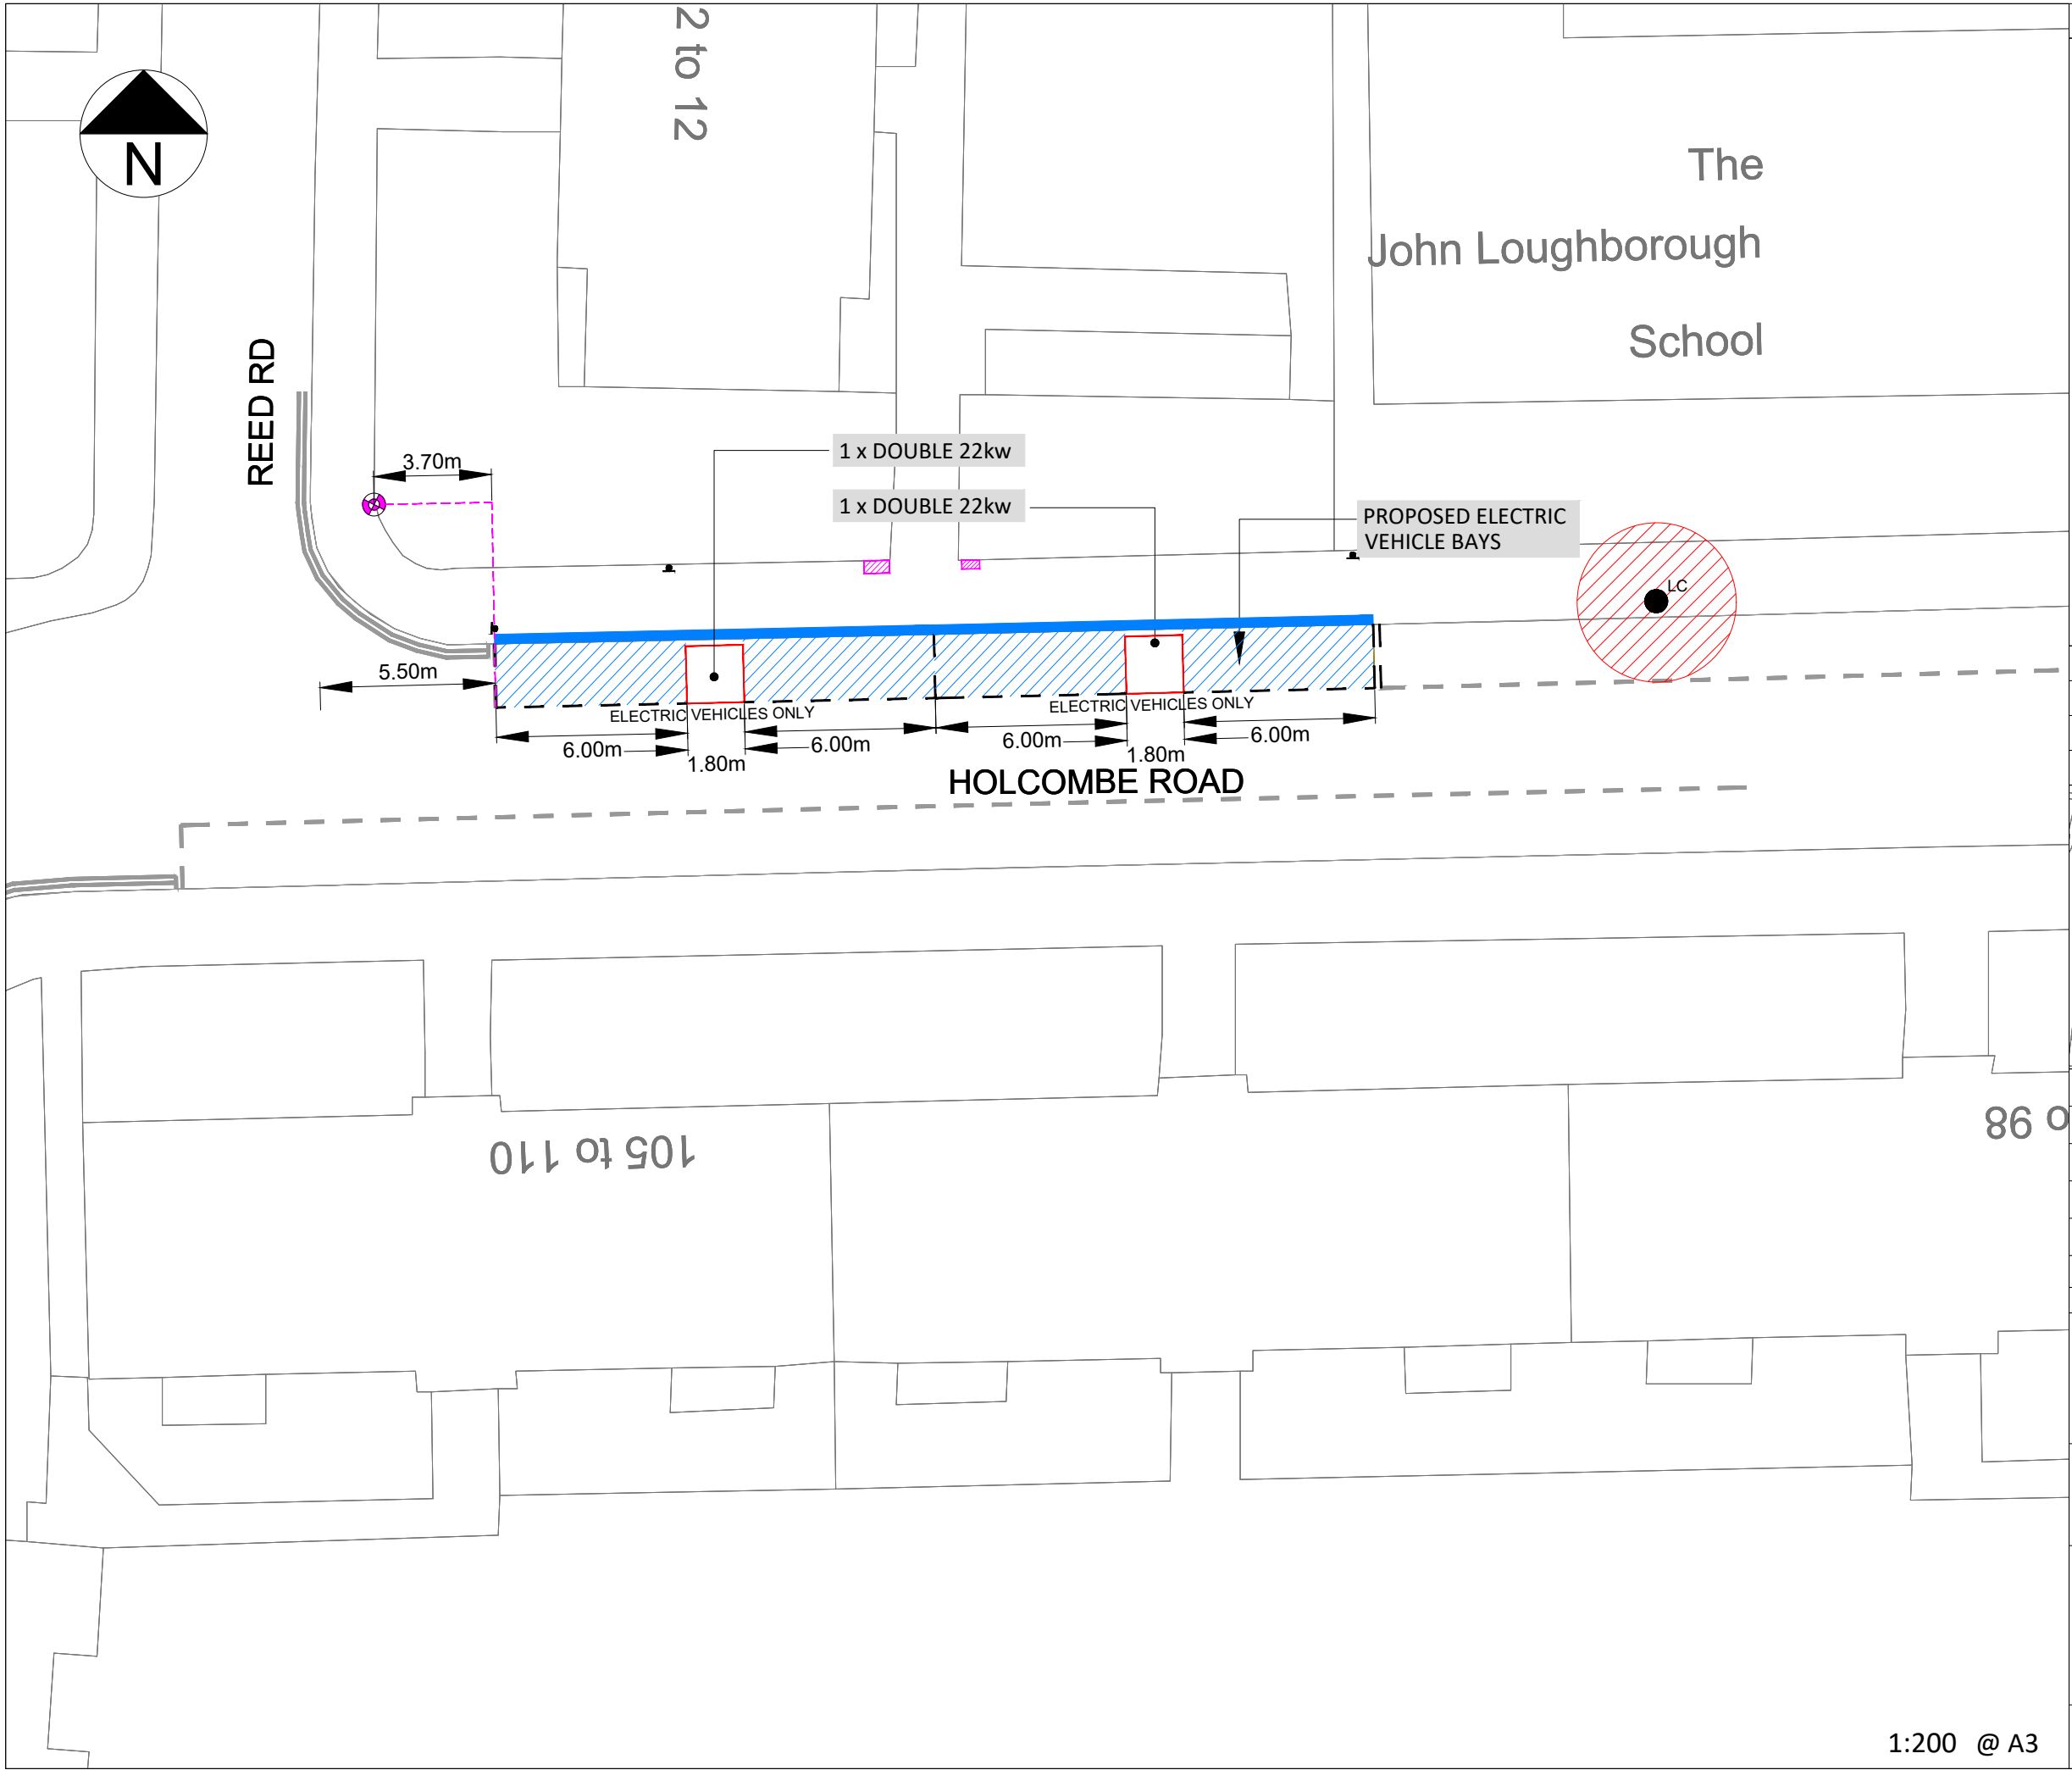 2 to 12
N
The
John Loughborough
School
REED RD
1 x DOUBLE 22kw
3.70m
1 x DOUBLE 22kw
PROPOSED ELECTRIC
VEHICLE BAYS
LC
5.50m
ELECTRIC VEHICLES ONLY
ELECTRIC VEHICLES ONLY
6.00m
1.80m
6.00m
6.00m
1.80m
6.00m
HOLCOMBE ROAD
105 to 110
o 98
1:200 @ A3